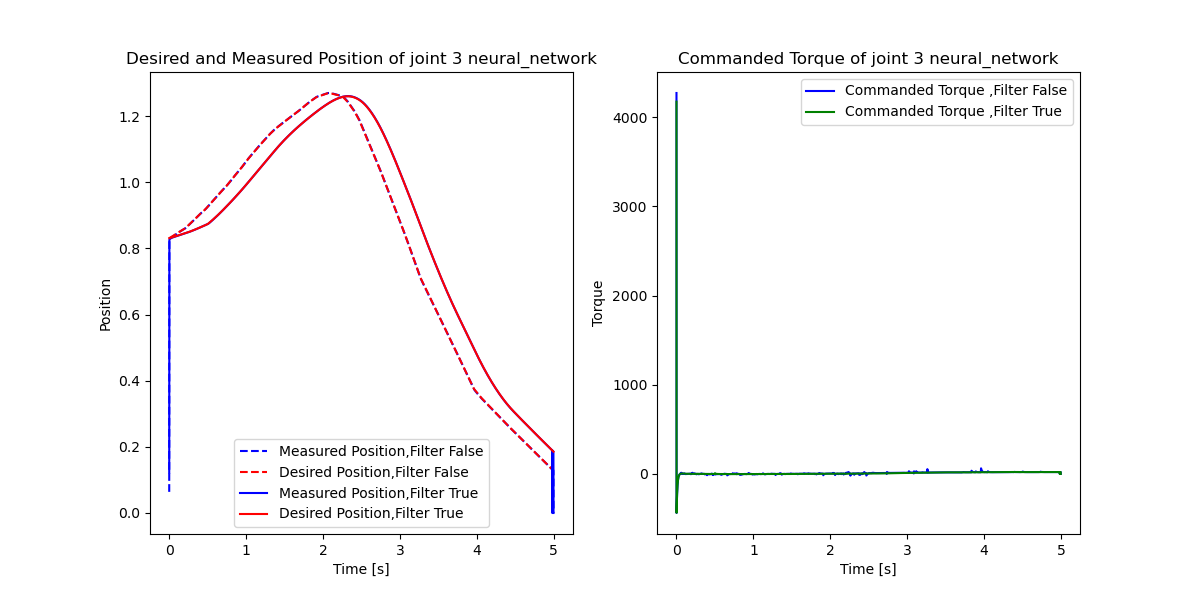 Desired and Measured Position of joint 3 neural_network
Position
1.2
1.0
0.8
0.6
0.4
0.2
0.0
Measured Position,Filter False
Desired Position,Filter False
Measured Position,Filter True
Desired Position,Filter True
0 1 2 3 4 5
Time [s]
Commanded Torque of joint 3 neural_network
Torque
4000
3000
2000
1000
0
Commanded Torque ,Filter False
Commanded Torque ,Filter True
0 1 2 3 4 5
Time [s]